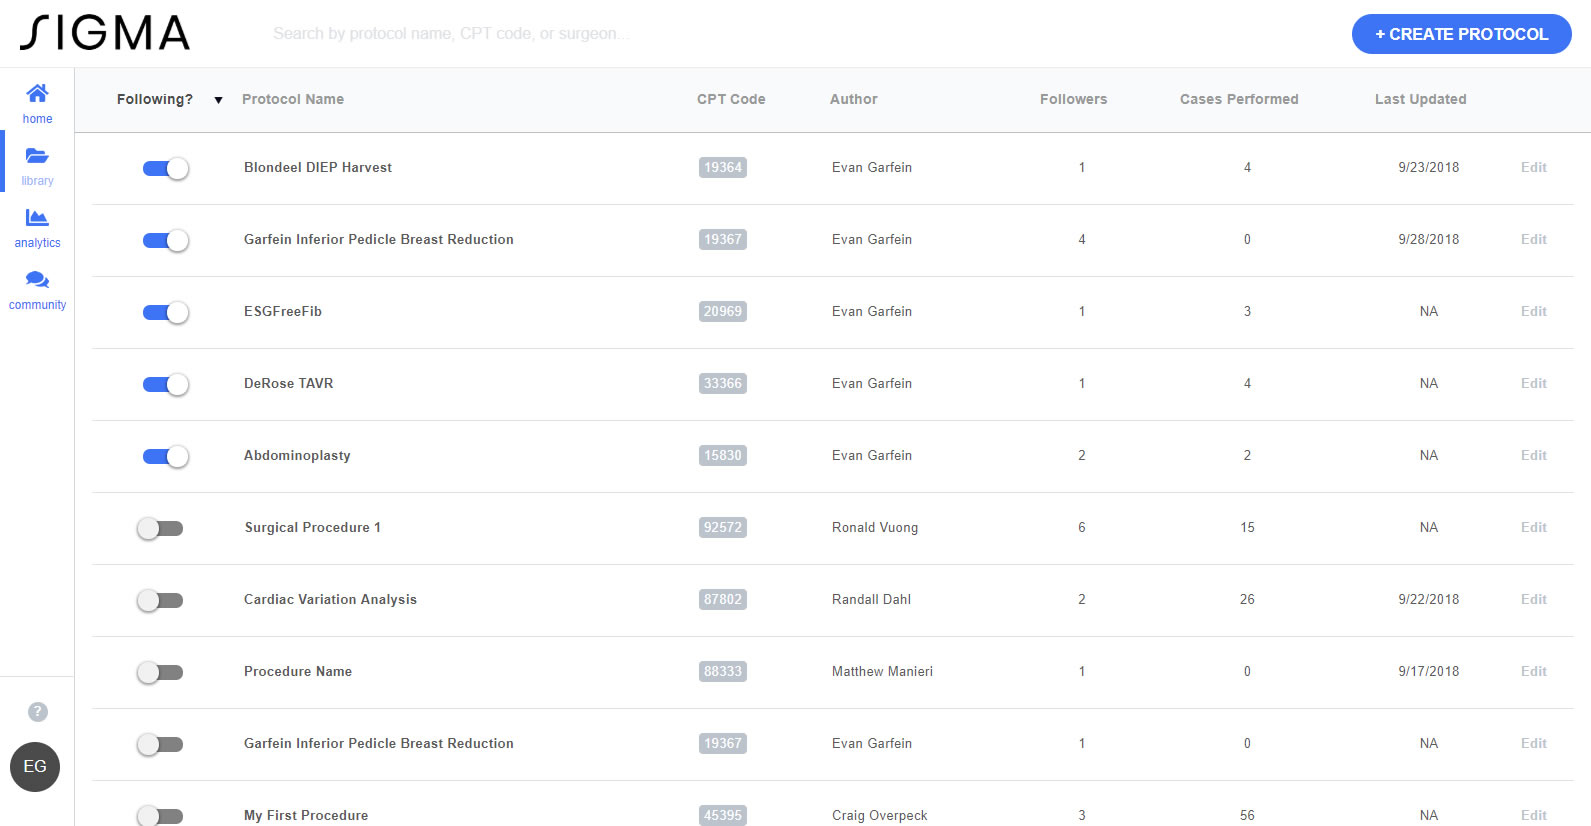 SIGMA Search by protocol name, CPT code, or surgeon... + CREATE PROTOCOL
home
library
analytics
community
?
EG
Following? ▼ Protocol Name CPT Code Author Followers Cases Performed Last Updated
Blondeel DIEP Harvest 19364 Evan Garfein 1 4 9/23/2018 Edit
Garfein Inferior Pedicle Breast Reduction 19367 Evan Garfein 4 0 9/28/2018 Edit
ESGFreeFib 20969 Evan Garfein 1 3 NA Edit
DeRose TAVR 33366 Evan Garfein 1 4 NA Edit
Abdominoplasty 15830 Evan Garfein 2 2 NA Edit
Surgical Procedure 1 92572 Ronald Vuong 6 15 NA Edit
Cardiac Variation Analysis 87802 Randall Dahl 2 26 9/22/2018 Edit
Procedure Name 88333 Matthew Manieri 1 0 9/17/2018 Edit
Garfein Inferior Pedicle Breast Reduction 19367 Evan Garfein 1 0 NA Edit
My First Procedure 45395 Craig Overpeck 3 56 NA Edit